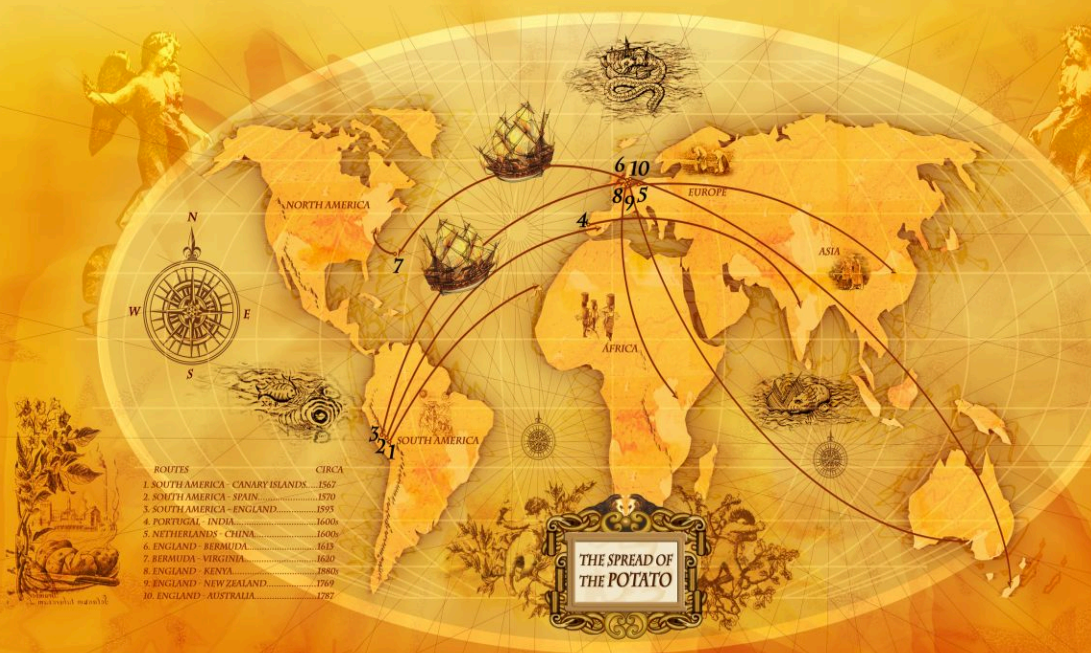 6 10
8 9 5
4
NORTH AMERICA
EUROPE
7
ASIA
N
W E
S
AFRICA
3 2 1
SOUTH AMERICA
ROUTES CIRCA
1. SOUTH AMERICA - CANARY ISLANDS....1567
2. SOUTH AMERICA - SPAIN....................1570
3. SOUTH AMERICA - ENGLAND...............1593
4. PORTUGAL - INDIA............................1600s
5. NETHERLANDS - CHINA.....................1600s
6. ENGLAND - BERMUDA.......................1613
7. BERMUDA - VIRGINIA.........................1620
8. ENGLAND - KENYA............................1880s
9. ENGLAND - NEW ZEALAND.................1769
10. ENGLAND - AUSTRALIA.....................1787
THE SPREAD OF
THE POTATO